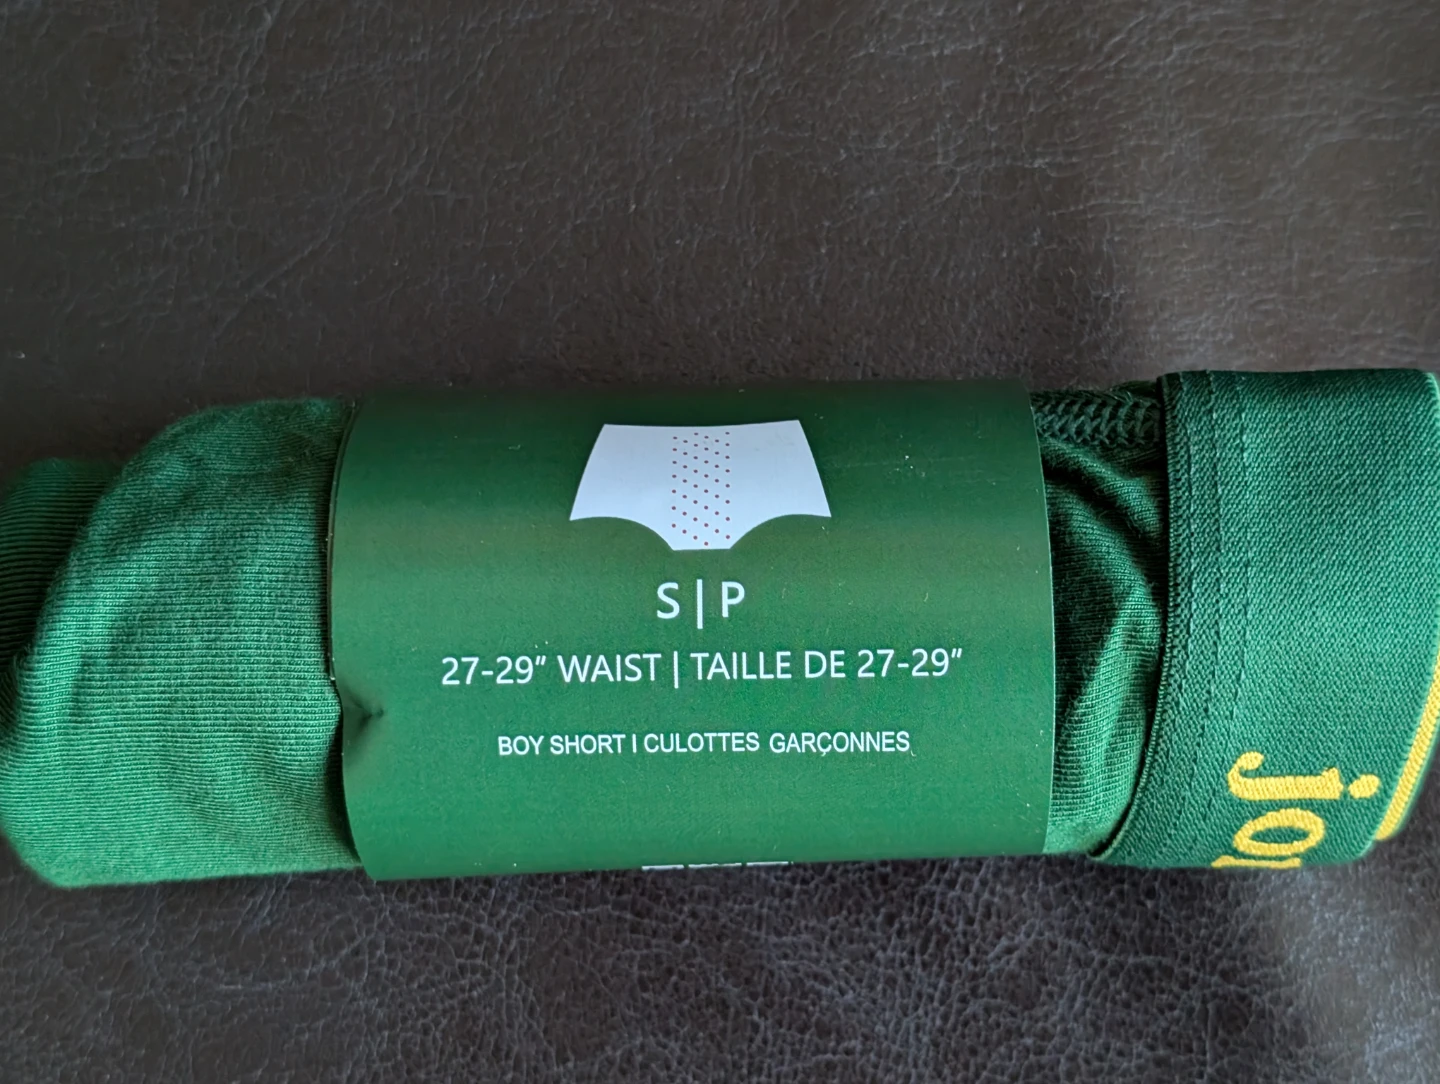 S | P
27-29" WAIST | TAILLE DE 27-29"
BOY SHORT I CULOTTES GARÇONNES